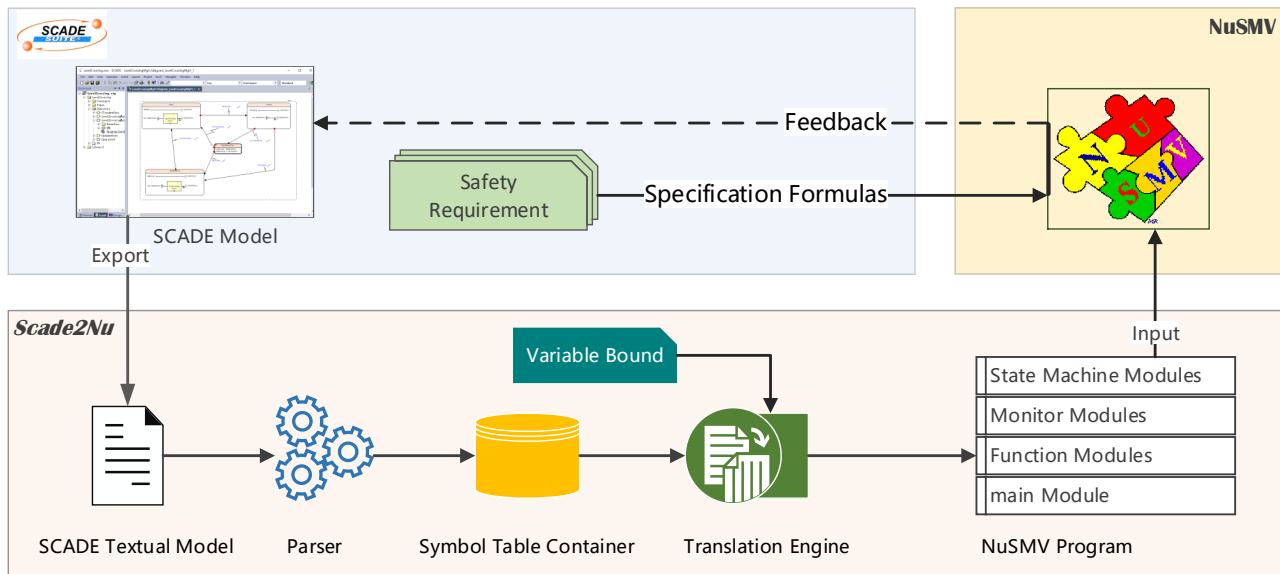 SCADE
SUITE
NuSMV
Feedback
N
U
S
M
V
Safety
Requirement
Specification Formulas
SCADE Model
Export
Scade2Nu
Variable Bound
Input
State Machine Modules
Monitor Modules
Function Modules
main Module
SCADE Textual Model
Parser
Symbol Table Container
Translation Engine
NuSMV Program